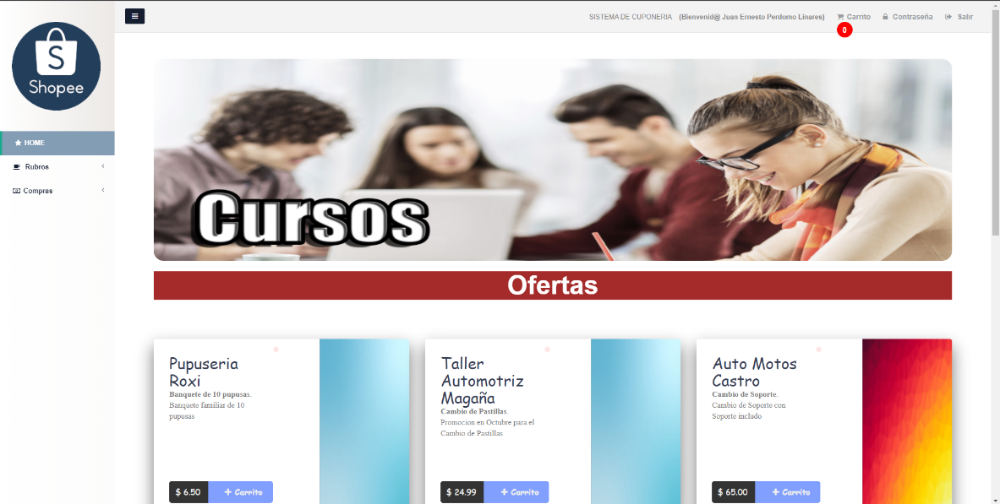 SISTEMA DE CUPONERIA (Bienvenid@ Juan Ernesto Perdomo Linares) Carrito Contraseña Salir
0
S
Shopee
HOME
Rubros
Compras
Cursos
Ofertas
Pupuseria
Roxi
Banquete de 10 pupusas.
Banquete familiar de 10
pupusas
$ 6.50 + Carrito
Taller
Automotriz
Magaña
Cambio de Pastillas.
Promocion en Octubre para el
Cambio de Pastillas
$ 24.99 + Carrito
Auto Motos
Castro
Cambio de Soporte.
Cambio de Soporte con
Soporte includo
$ 65.00 + Carrito